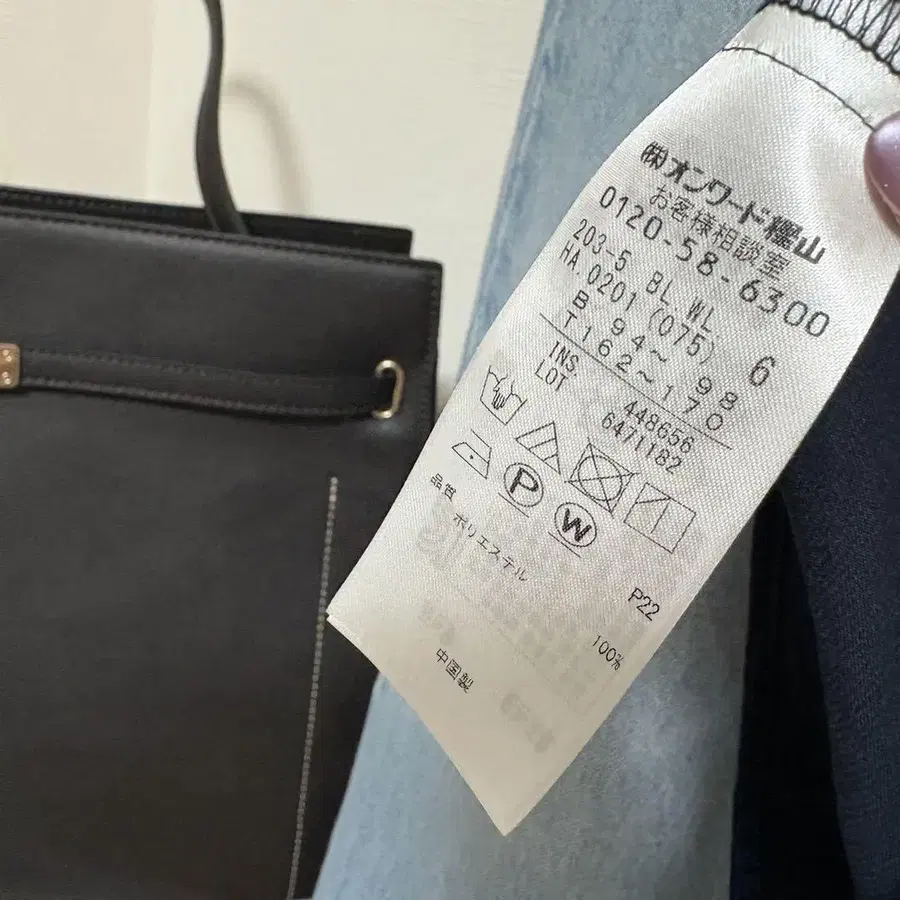 ㈱オンワード樫山
お客様相談室
0120-58-6300
203-5 BL WL
HA.0201(075) 6
B. 94~ 98
T162~170
INS 448656
LOT 6471182
P W
品質 P22
ポリエステル 100%
中国製